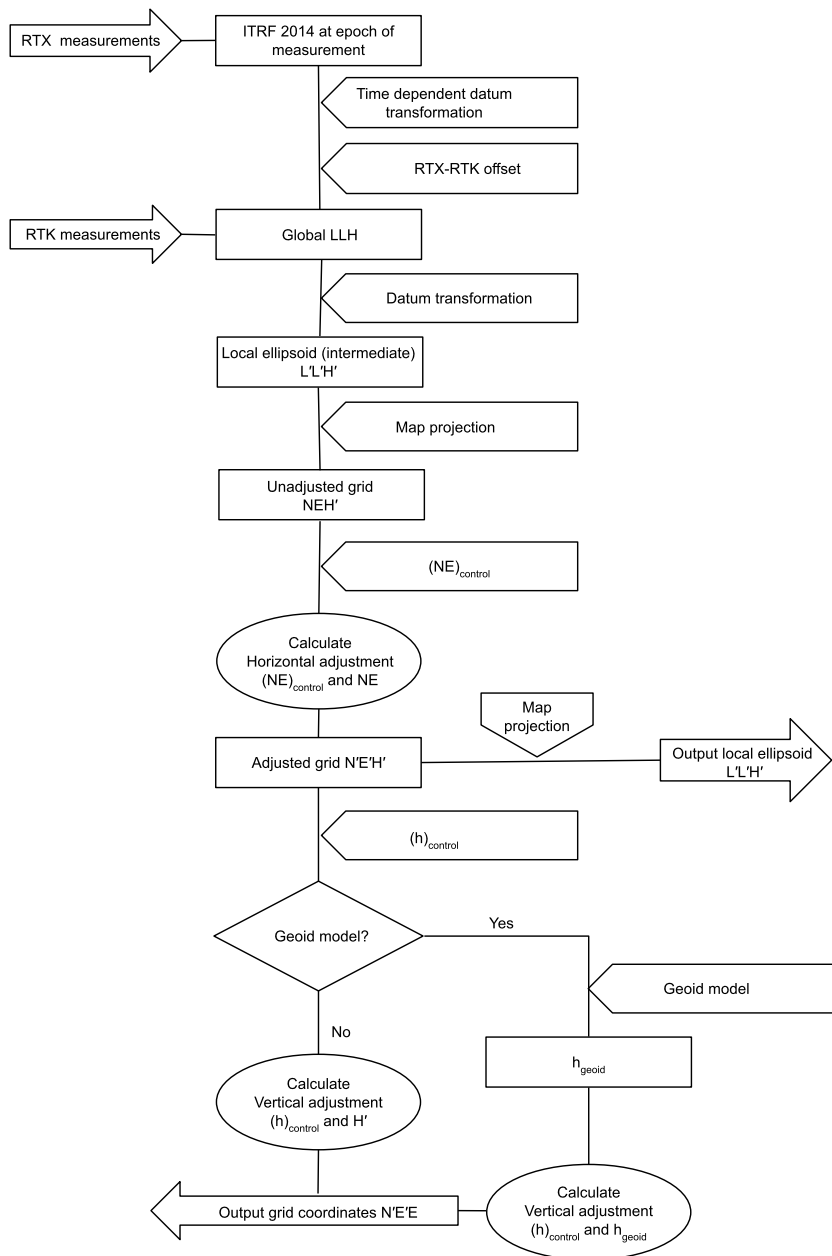 RTX measurements
ITRF 2014 at epoch of
measurement
Time dependent datum
transformation
RTX-RTK offset
RTK measurements
Global LLH
Datum transformation
Local ellipsoid (intermediate)
L′L′H′
Map projection
Unadjusted grid
NEH′
(NE)control
Calculate
Horizontal adjustment
(NE)control and NE
Map
projection
Adjusted grid N′E′H′
Output local ellipsoid
L′L′H′
(h)control
Geoid model?
Yes
Geoid model
No
hgeoid
Calculate
Vertical adjustment
(h)control and H′
Calculate
Vertical adjustment
(h)control and hgeoid
Output grid coordinates N′E′E